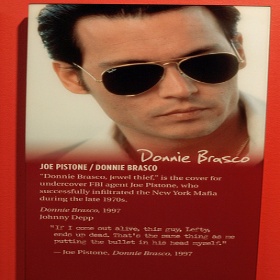 Donnie Brasco
JOE PISTONE / DONNIE BRASCO
"Donnie Brasco, jewel thief," is the cover for
undercover FBI agent Joe Pistone, who
successfully infiltrated the New York Mafia
during the late 1970s.
Donnie Brasco, 1997
Johnny Depp
"If I come out alive, this guy, Lefty,
ends up dead. That's the same thing as me
putting the bullet in his head myself."
— Joe Pistone, Donnie Brasco, 1997